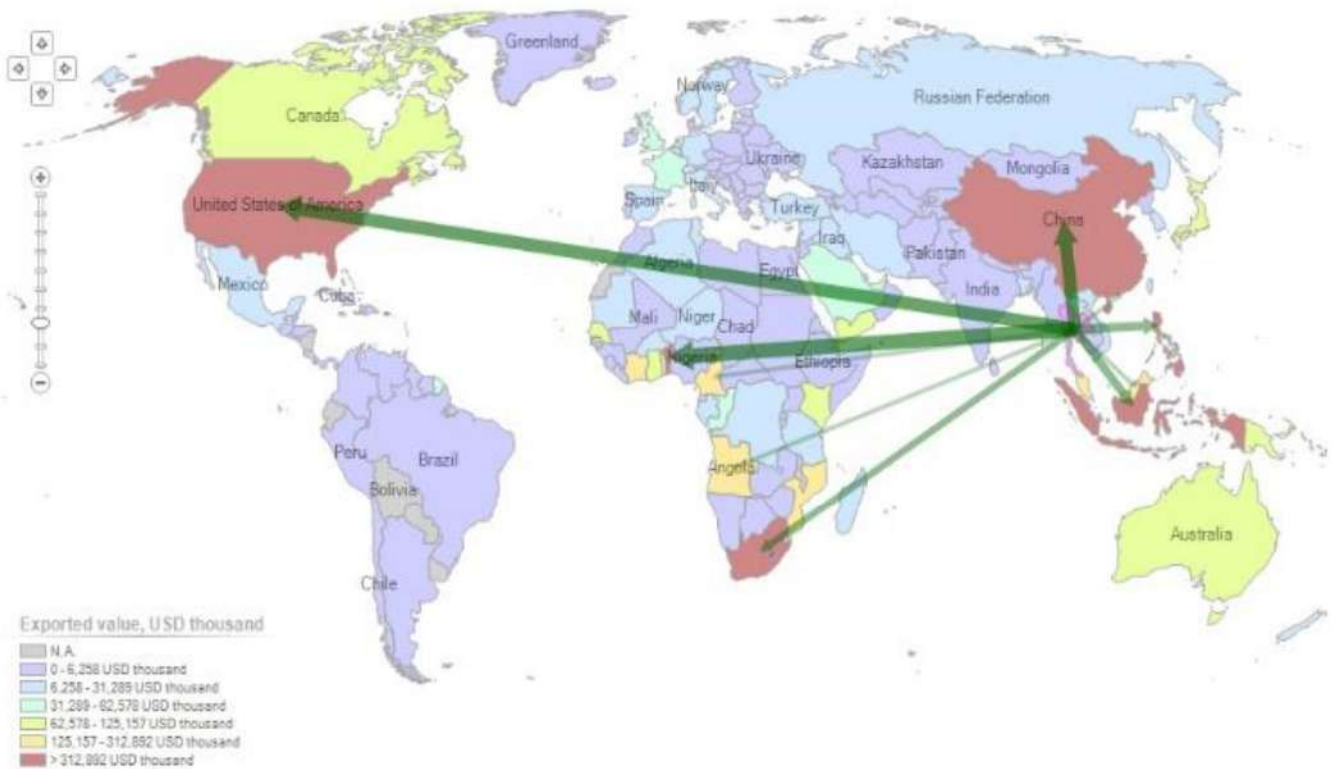 Greenland
Norway
Russian Federation
Canada
Ukraine
Kazakhstan
Mongolia
Italy
Spain
Turkey
United States of America
China
Iraq
Pakistan
Algeria
Egypt
Mexico
Cuba
India
Mali
Niger
Chad
Nigeria
Ethiopia
Peru
Brazil
Angola
Bolivia
Australia
Chile
Exported value, USD thousand
N.A.
0 - 6,258 USD thousand
6,258 - 31,289 USD thousand
31,289 - 62,578 USD thousand
62,578 - 125,157 USD thousand
125,157 - 312,892 USD thousand
> 312,892 USD thousand